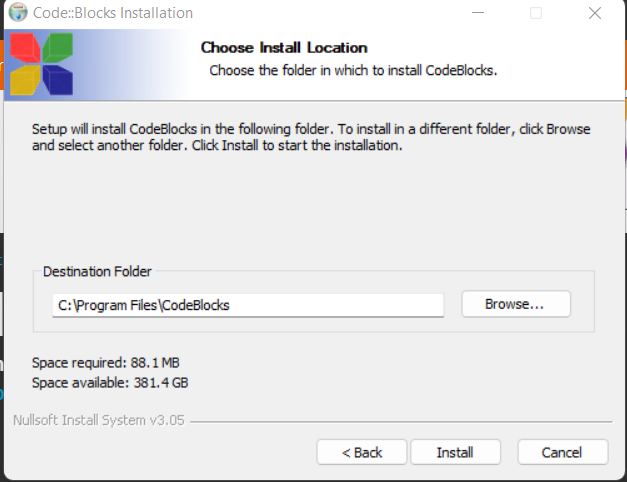 Code::Blocks Installation
Choose Install Location
Choose the folder in which to install CodeBlocks.
Setup will install CodeBlocks in the following folder. To install in a different folder, click Browse
and select another folder. Click Install to start the installation.
Destination Folder
C:\Program Files\CodeBlocks
Browse...
Space required: 88.1 MB
Space available: 381.4 GB
Nullsoft Install System v3.05
< Back
Install
Cancel